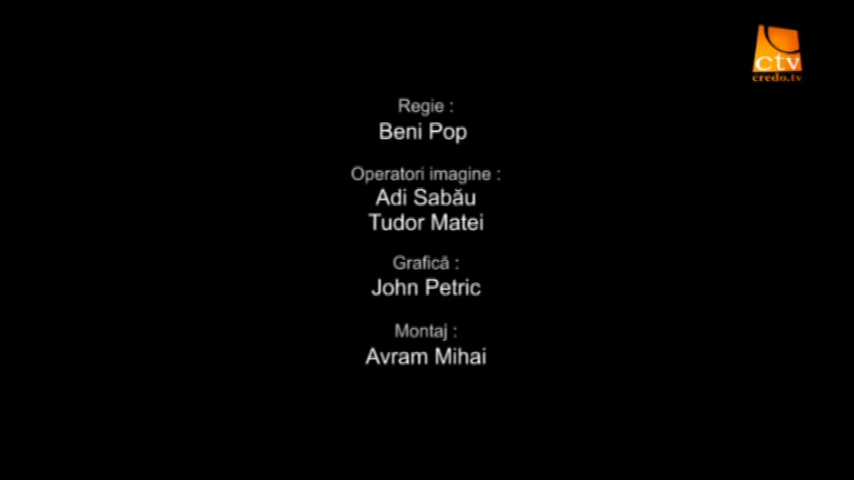 ctv
credo.tv
Regie :
Beni Pop
Operatori imagine :
Adi Sabău
Tudor Matei
Grafică :
John Petric
Montaj :
Avram Mihai